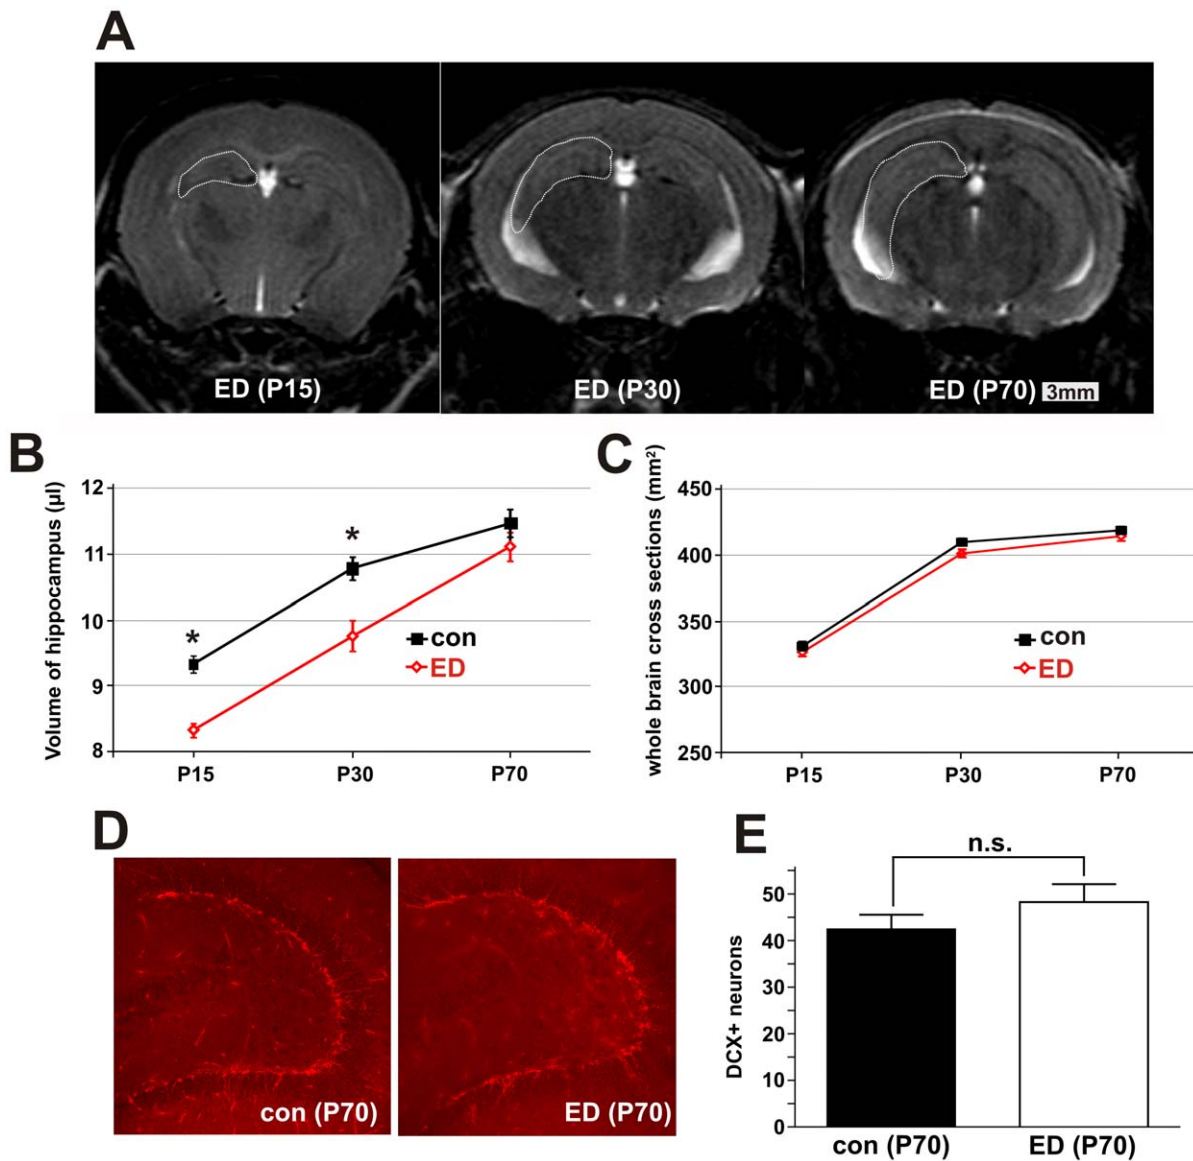 A
ED (P15)
ED (P30)
ED (P70)
3mm
B
Volume of hippocampus (µl)
12
11
10
9
8
*
*
con
ED
P15
P30
P70
C
whole brain cross sections (mm²)
450
400
350
300
250
con
ED
P15
P30
P70
D
con (P70)
ED (P70)
E
n.s.
DCX+ neurons
50
40
30
20
10
0
con (P70)
ED (P70)